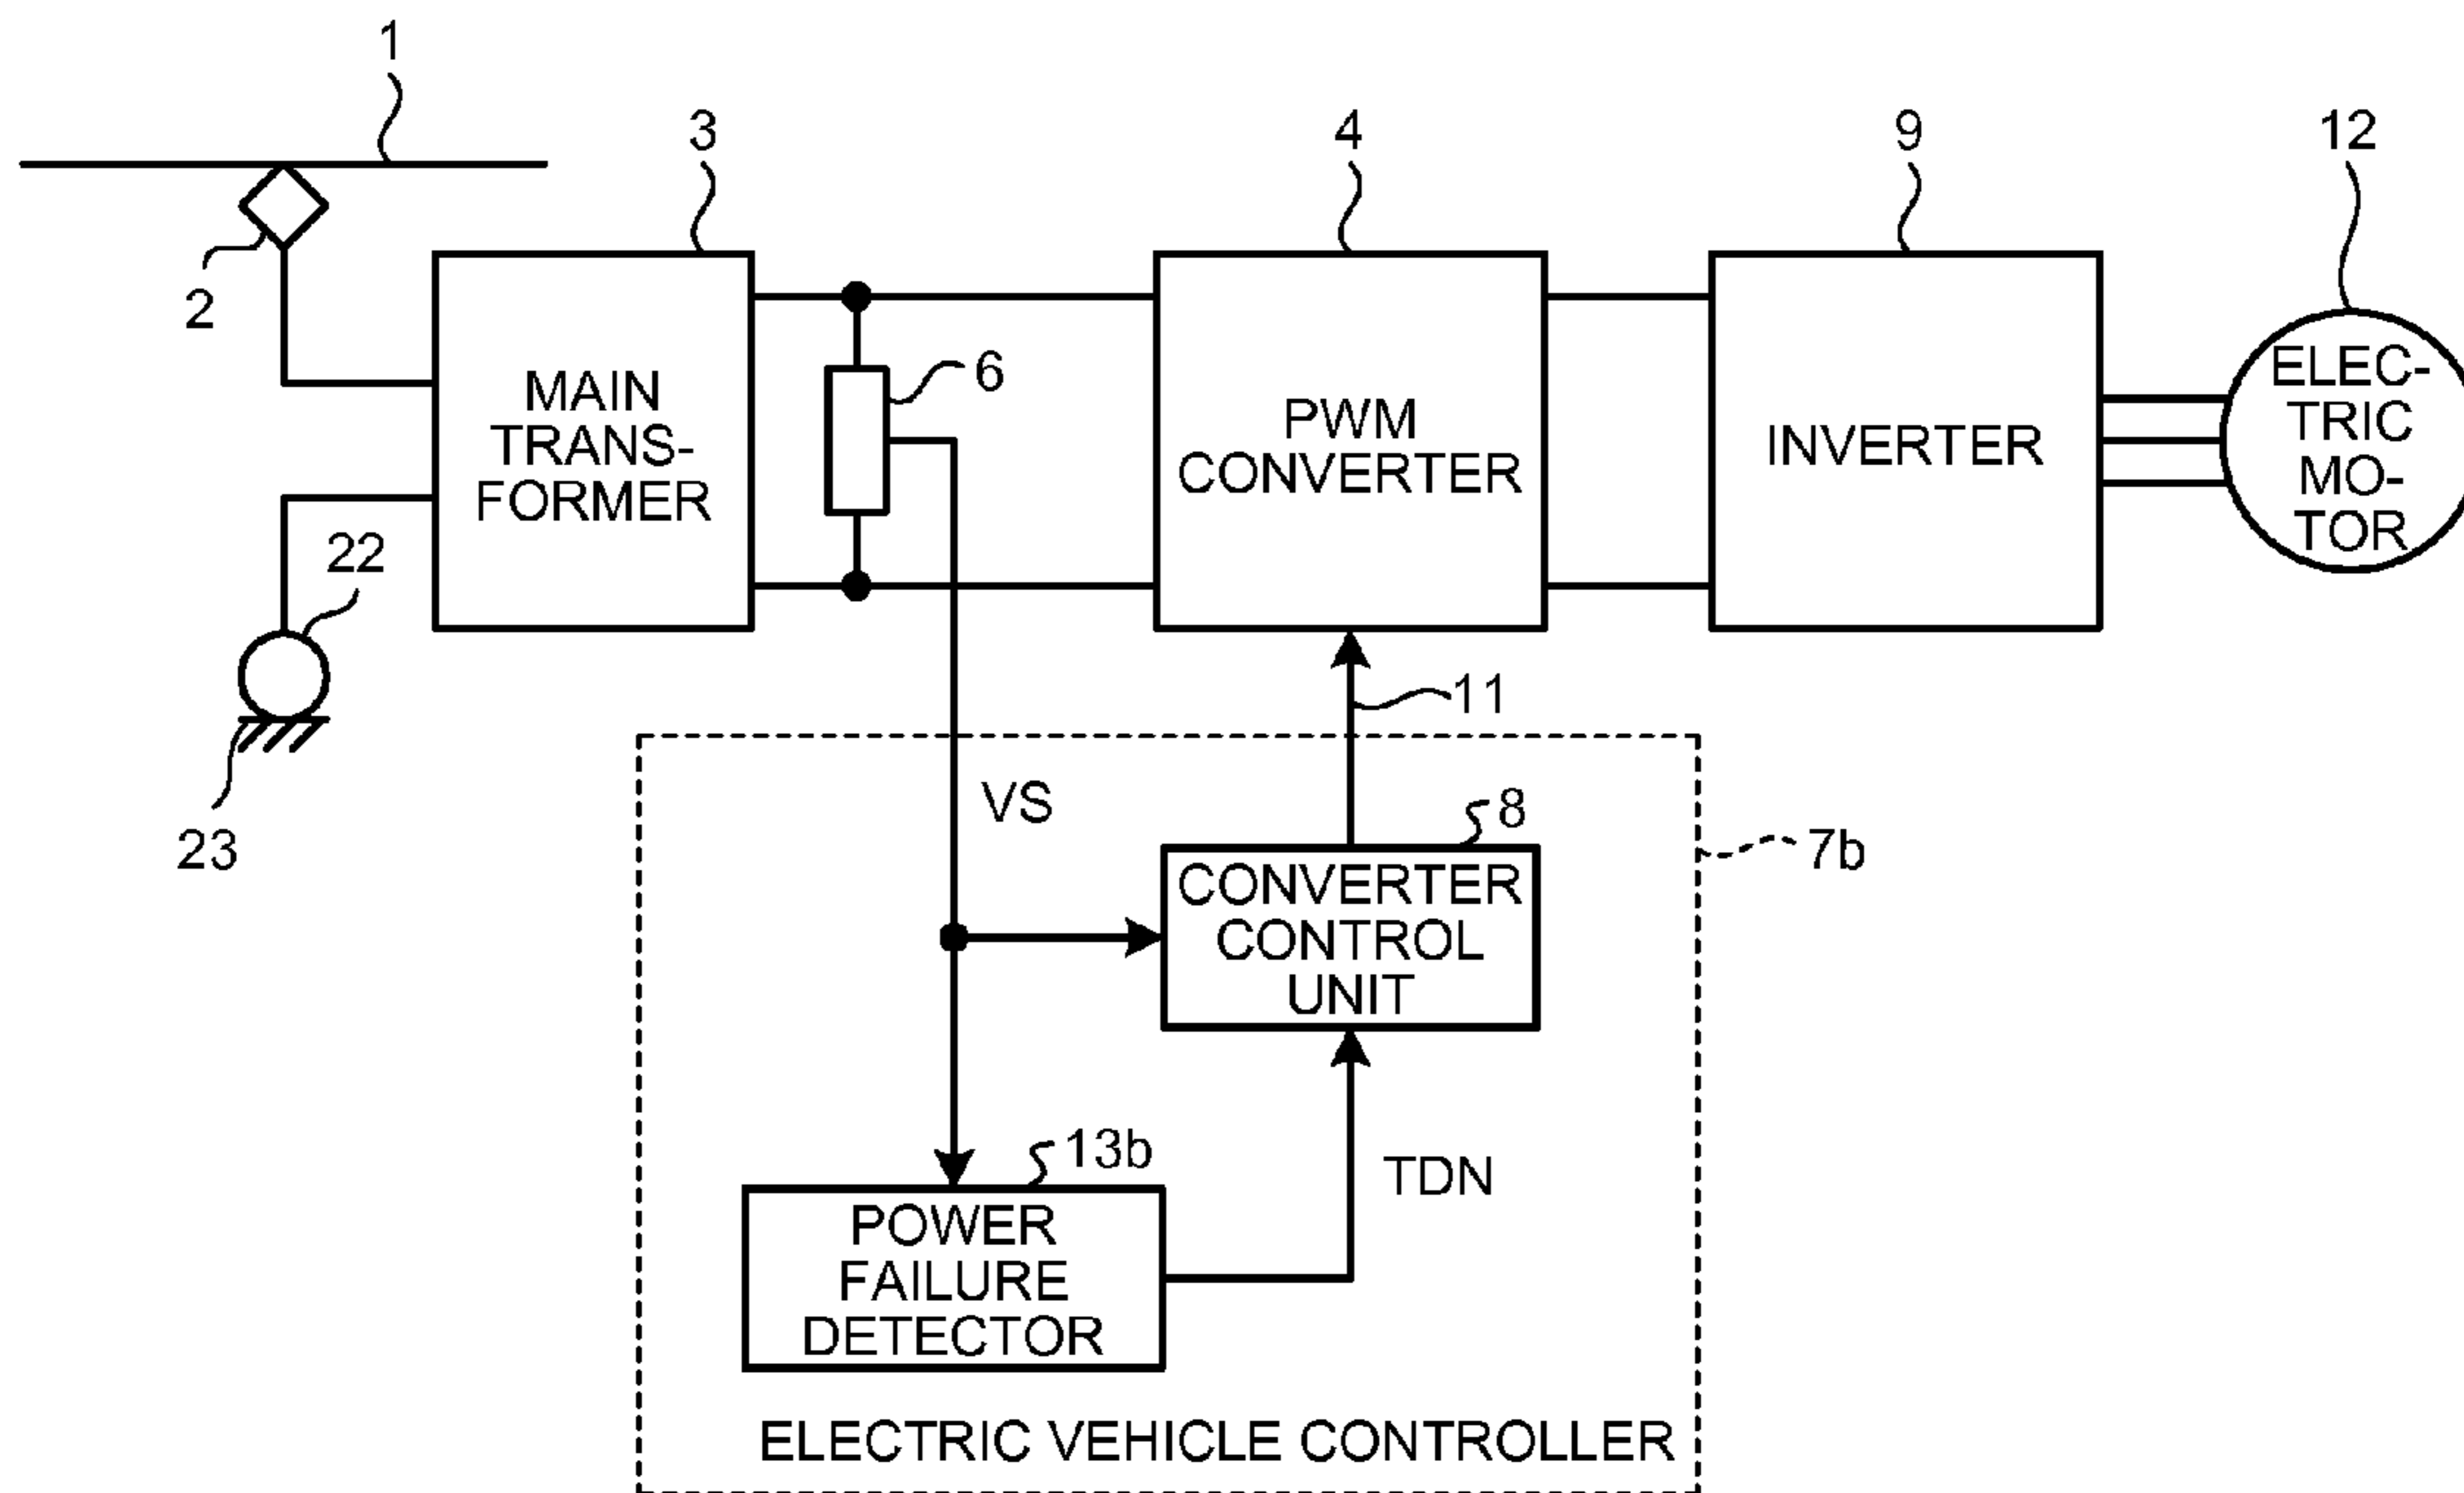 1
3
4
9
12
2
MAIN
TRANS-
FORMER
6
PWM
CONVERTER
INVERTER
ELEC-
TRIC
MO-
TOR
22
11
23
VS
8
7b
CONVERTER
CONTROL
UNIT
13b
TDN
POWER
FAILURE
DETECTOR
ELECTRIC VEHICLE CONTROLLER